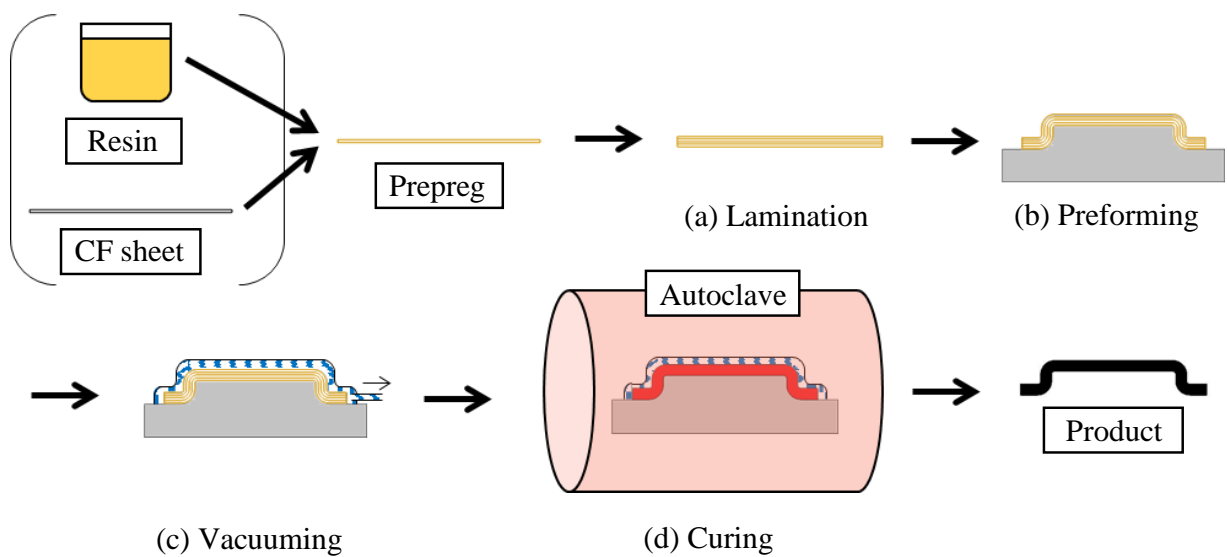 Resin
CF sheet
Prepreg
(a) Lamination
(b) Preforming
Autoclave
Product
(c) Vacuuming
(d) Curing